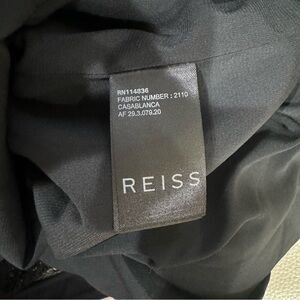 RN114836
FABRIC NUMBER : 2110
CASABLANCA
AF 29.3.079.20
REISS